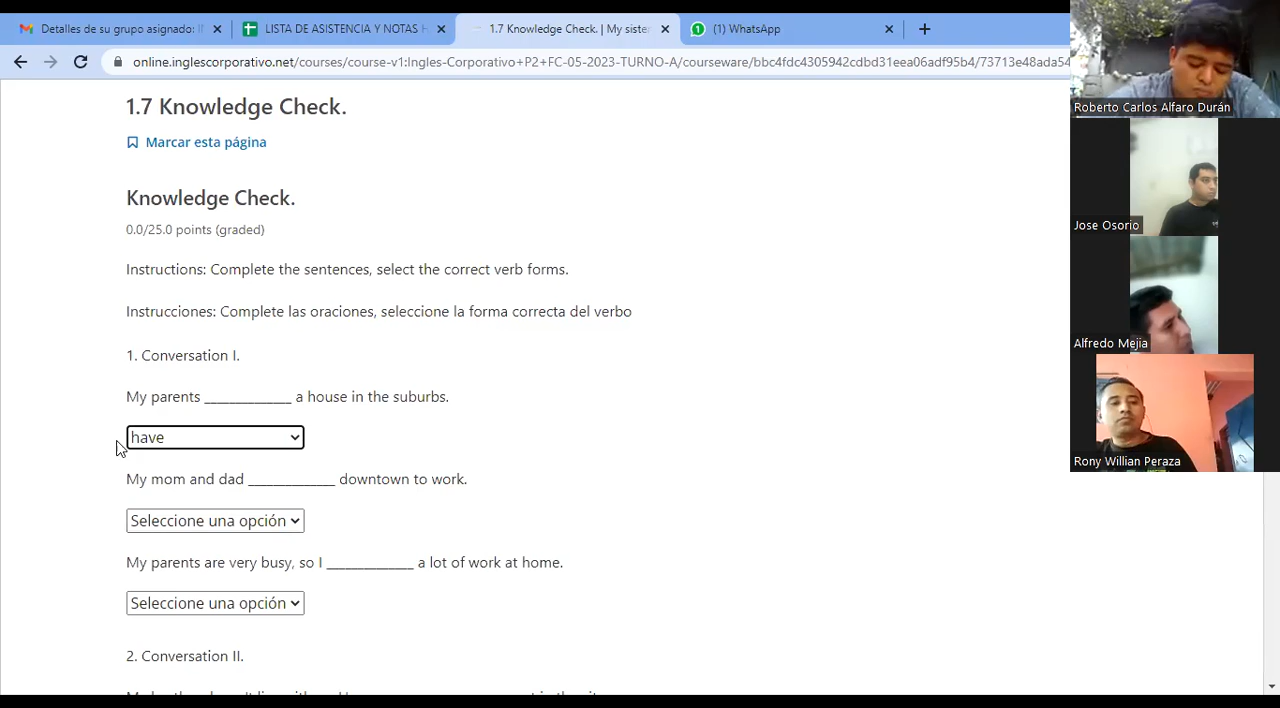 Detalles de su grupo asignado: I
LISTA DE ASISTENCIA Y NOTAS
1.7 Knowledge Check. | My siste
(1) WhatsApp
online.inglescorporativo.net/courses/course-v1:Ingles-Corporativo+P2+FC-05-2023-TURNO-A/courseware/bbc4fdc4305942cdbd31eea06adf95b4/73713e48ada54
1.7 Knowledge Check.
Marcar esta página
Knowledge Check.
0.0/25.0 points (graded)
Instructions: Complete the sentences, select the correct verb forms.
Instrucciones: Complete las oraciones, seleccione la forma correcta del verbo
1. Conversation I.
My parents ______________ a house in the suburbs.
have
My mom and dad ______________ downtown to work.
Seleccione una opción
My parents are very busy, so I ______________ a lot of work at home.
Seleccione una opción
2. Conversation II.
Roberto Carlos Alfaro Durán
Jose Osorio
Alfredo Mejia
Rony Willian Peraza